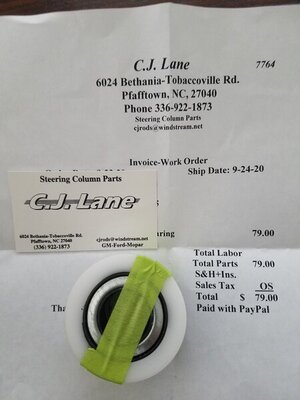 C.J. Lane
7764
6024 Bethania-Tobaccoville Rd.
Pfafftown, NC, 27040
Phone 336-922-1873
Steering Column Parts
cjrods@windstream.net
Invoice-Work Order
Ship Date: 9-24-20
Steering Column Parts
C.J. Lane
6024 Bethania-Tobaccoville Rd.
Pfafftown, NC 27040
(336) 922-1873
cjrods@windstream.net
GM-Ford-Mopar
79.00
Total Labor
Total Parts 79.00
S&H+Ins.
Sales Tax OS
Total $ 79.00
Paid with PayPal